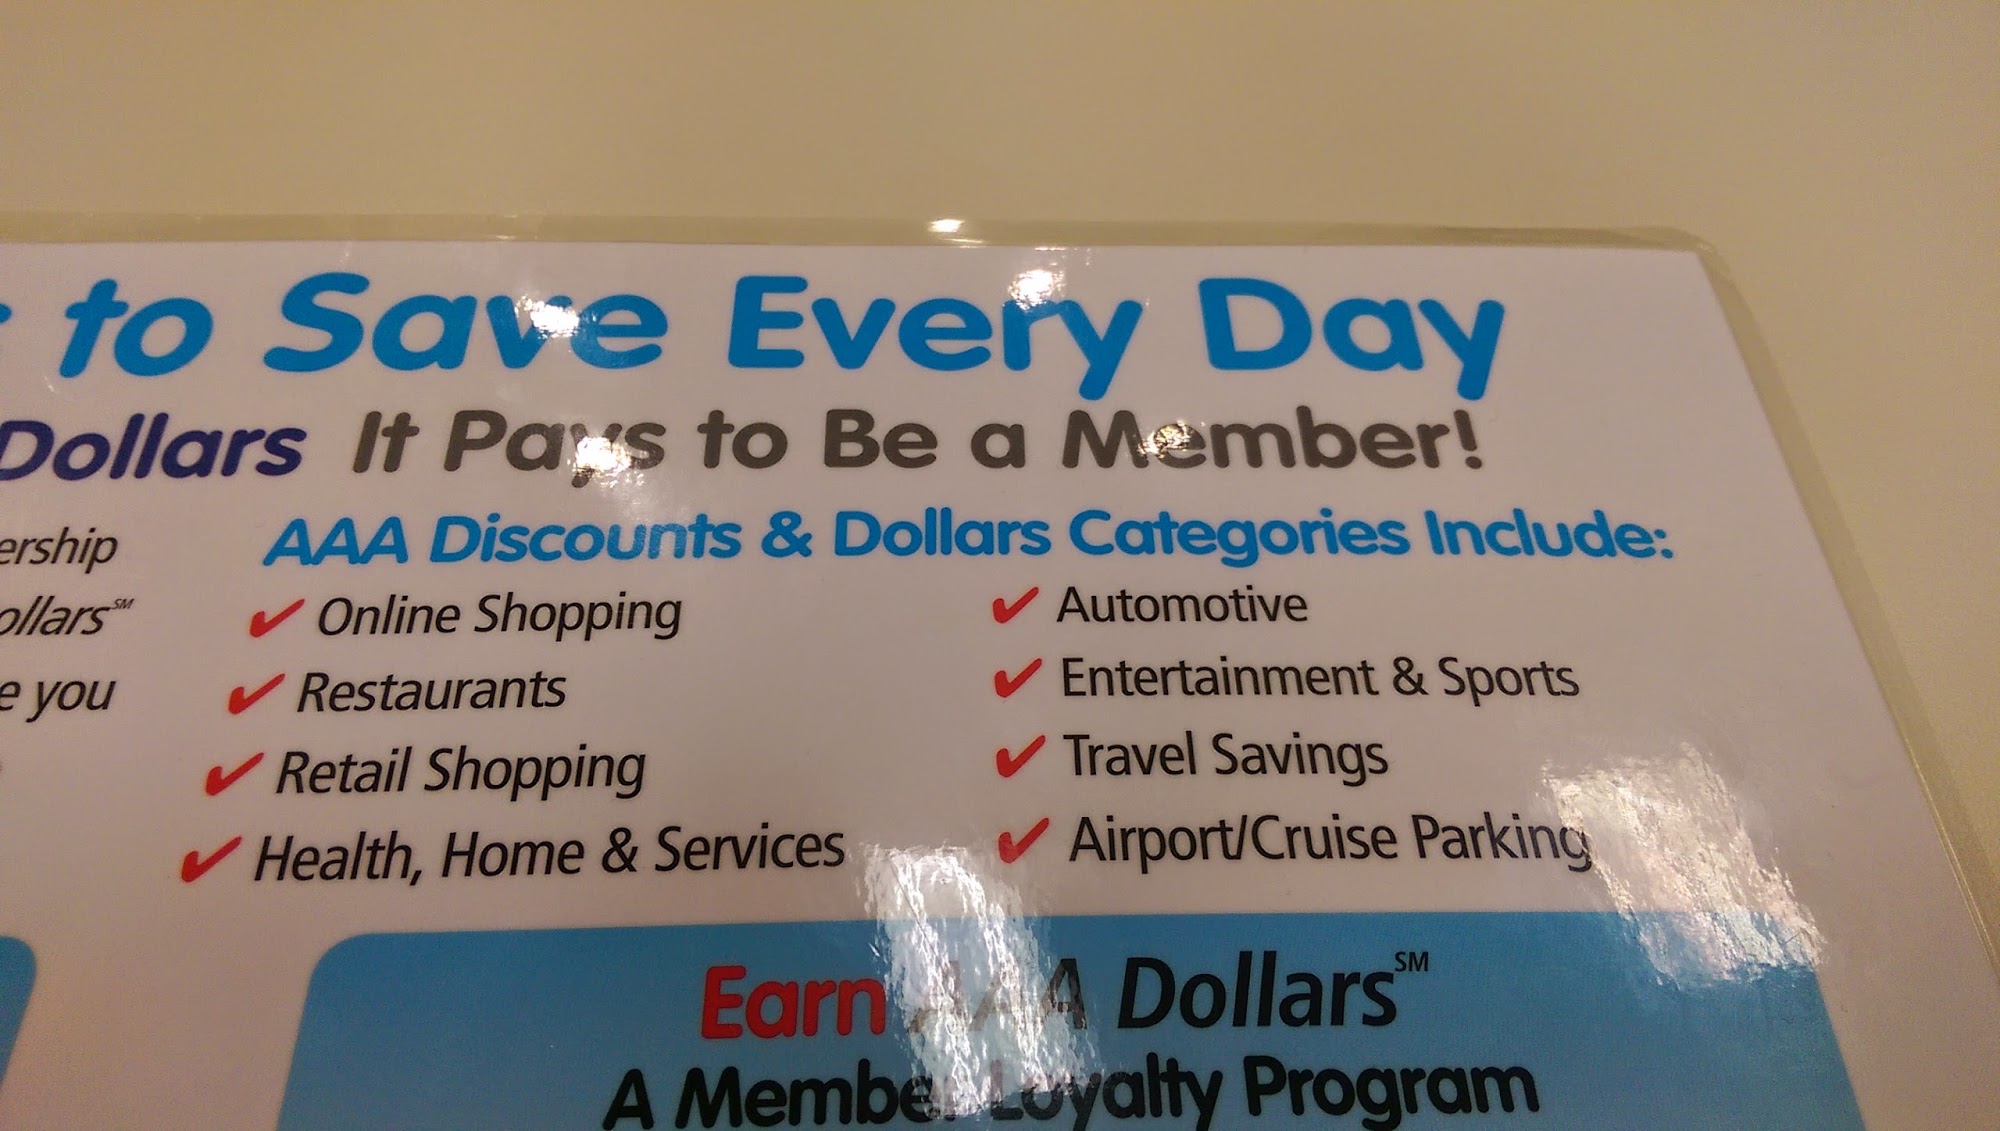 to Save Every Day
Dollars It Pays to Be a Member!
AAA Discounts & Dollars Categories Include:
ership
ollars℠
e you
✔ Online Shopping
✔ Restaurants
✔ Retail Shopping
✔ Health, Home & Services
✔ Automotive
✔ Entertainment & Sports
✔ Travel Savings
✔ Airport/Cruise Parking
Earn AAA Dollars℠
A Member Loyalty Program